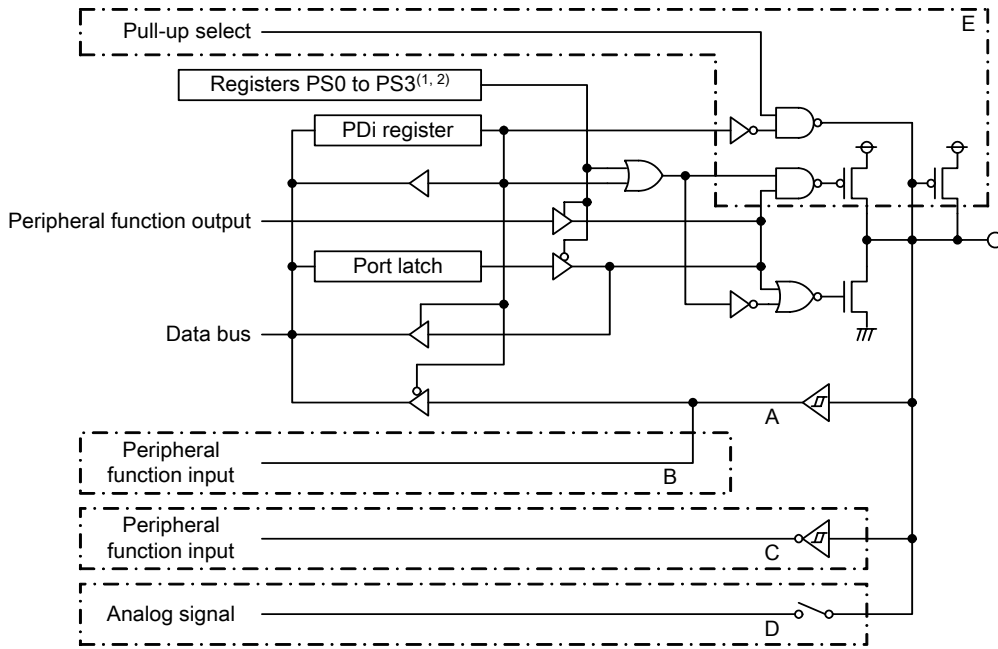 Pull-up select
E
Registers PS0 to PS3(1, 2)
PDi register
Peripheral function output
Port latch
Data bus
A
Peripheral
function input
B
Peripheral
function input
C
Analog signal
D